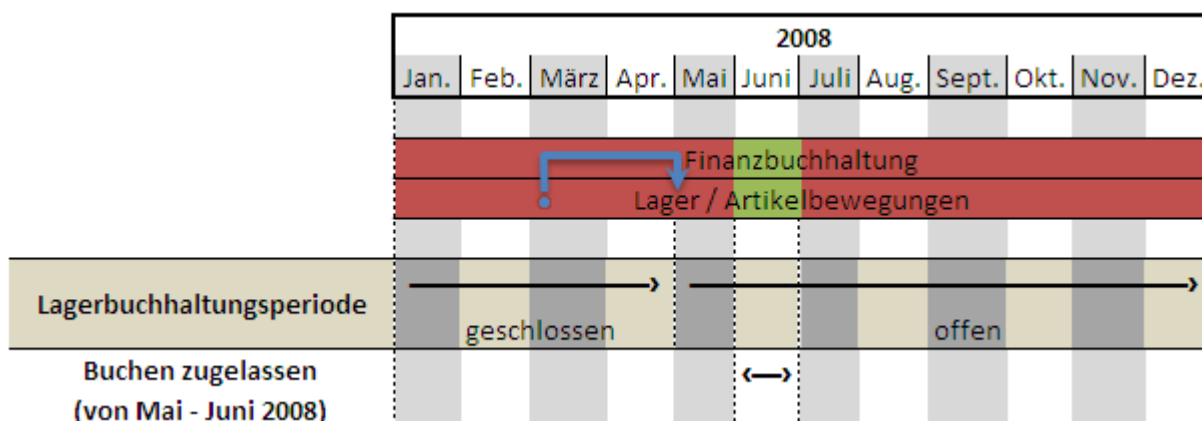 2008
Jan. Feb. März Apr. Mai Juni Juli Aug. Sept. Okt. Nov. Dez.
Finanzbuchhaltung
Lager / Artikelbewegungen
Lagerbuchhaltungsperiode
geschlossen offen
Buchen zugelassen
(von Mai - Juni 2008)